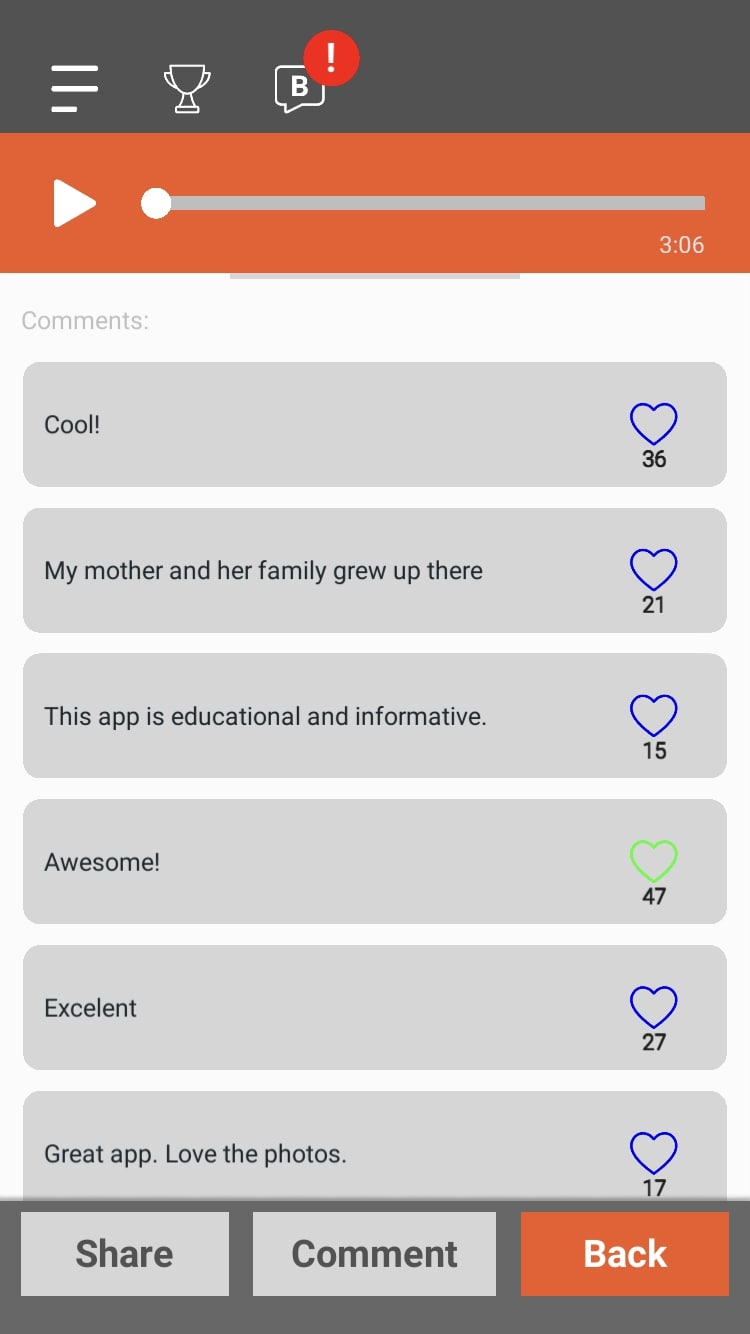 B
!
3:06
Comments:
Cool!
36
My mother and her family grew up there
21
This app is educational and informative.
15
Awesome!
47
Excelent
27
Great app. Love the photos.
17
Share
Comment
Back